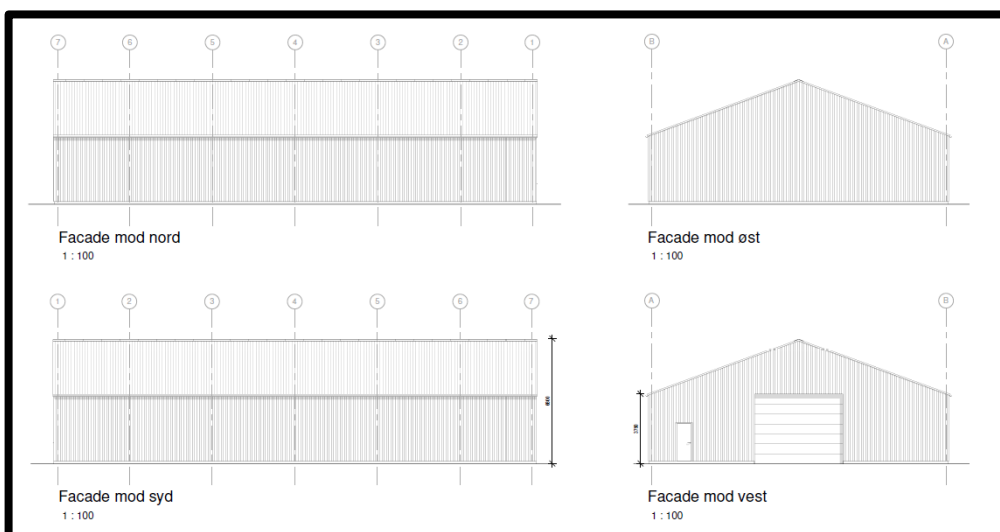 7 6 5 4 3 2 1
B A
Facade mod nord
1 : 100
Facade mod øst
1 : 100
1 2 3 4 5 6 7
A B
Facade mod syd
1 : 100
Facade mod vest
1 : 100